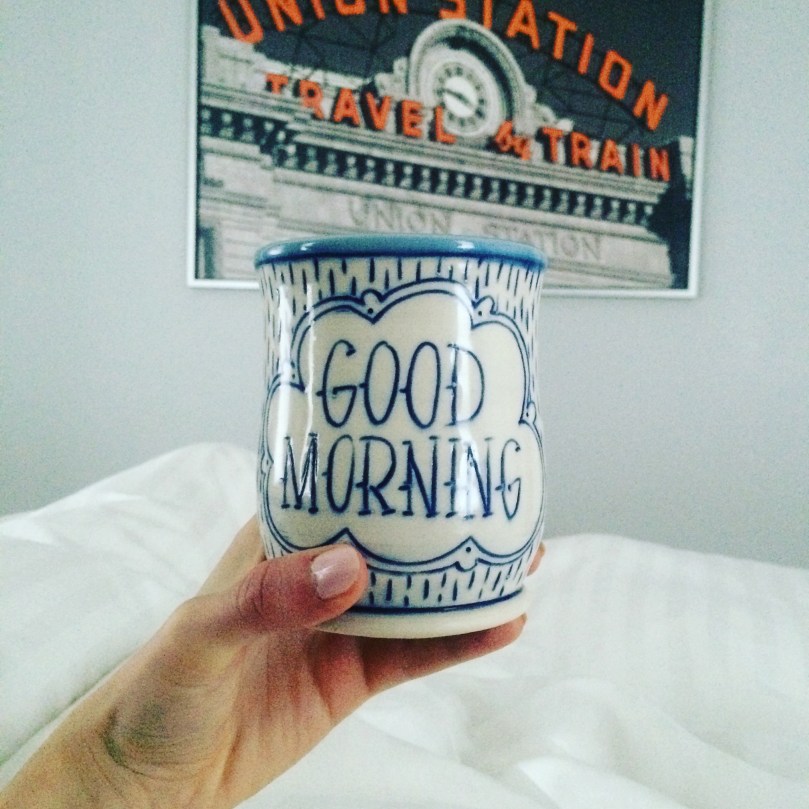 UNION STATION
TRAVEL by TRAIN
UNION STATION
GOOD
MORNING